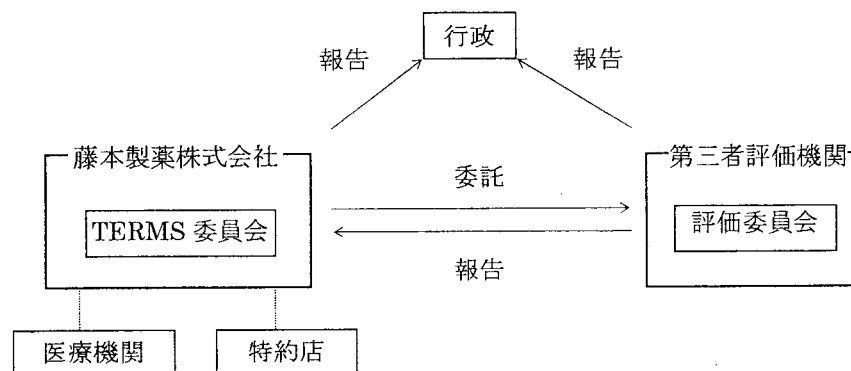 行政
報告
報告
藤本製薬株式会社
第三者評価機関
委託
TERMS 委員会
評価委員会
報告
医療機関
特約店